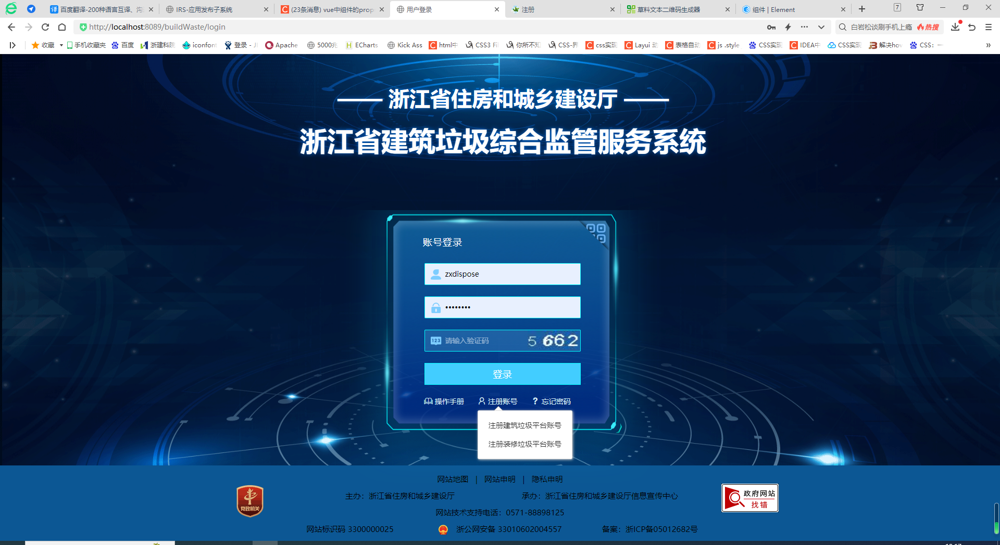 百度翻译-200种语言互译、沟
IRS-应用发布子系统
(23条消息) vue中组件的prop
用户登录
注册
草料文本二维码生成器
组件 | Element
7
http://localhost:8089/buildWaste/login
白岩松谈刷手机上瘾
热搜
收藏
手机收藏夹
百度
浙建科院
iconfont
登录 - JI
Apache
5000兆
ECharts
Kick Ass
html中
CSS3 Fil
你所不知
CSS-界
css实现
Layui 动
表格自动
js .style
CSS实现
IDEA中
CSS实现
解决hov
CSS: 一
浙江省住房和城乡建设厅
浙江省建筑垃圾综合监管服务系统
账号登录
zxdispose
••••••••
123
请输入验证码
5 662
登录
操作手册
注册账号
? 忘记密码
注册建筑垃圾平台账号
注册装修垃圾平台账号
网站地图 | 网站申明 | 隐私申明
主办：浙江省住房和城乡建设厅
承办：浙江省住房和城乡建设厅信息宣传中心
网站技术支持电话：0571-88898125
网站标识码 3300000025
浙公网安备 33010602004557
备案：浙ICP备05012682号
党政机关
政府网站
找错